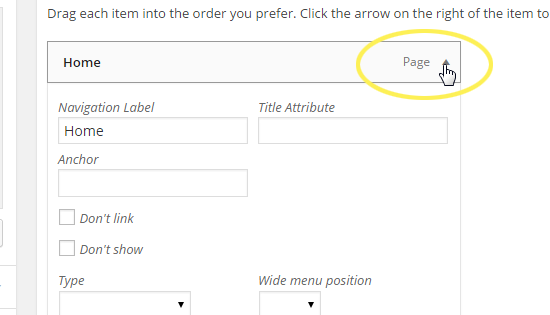 Drag each item into the order you prefer. Click the arrow on the right of the item to
Home Page
Navigation Label Title Attribute
Home
Anchor
Don't link
Don't show
Type Wide menu position